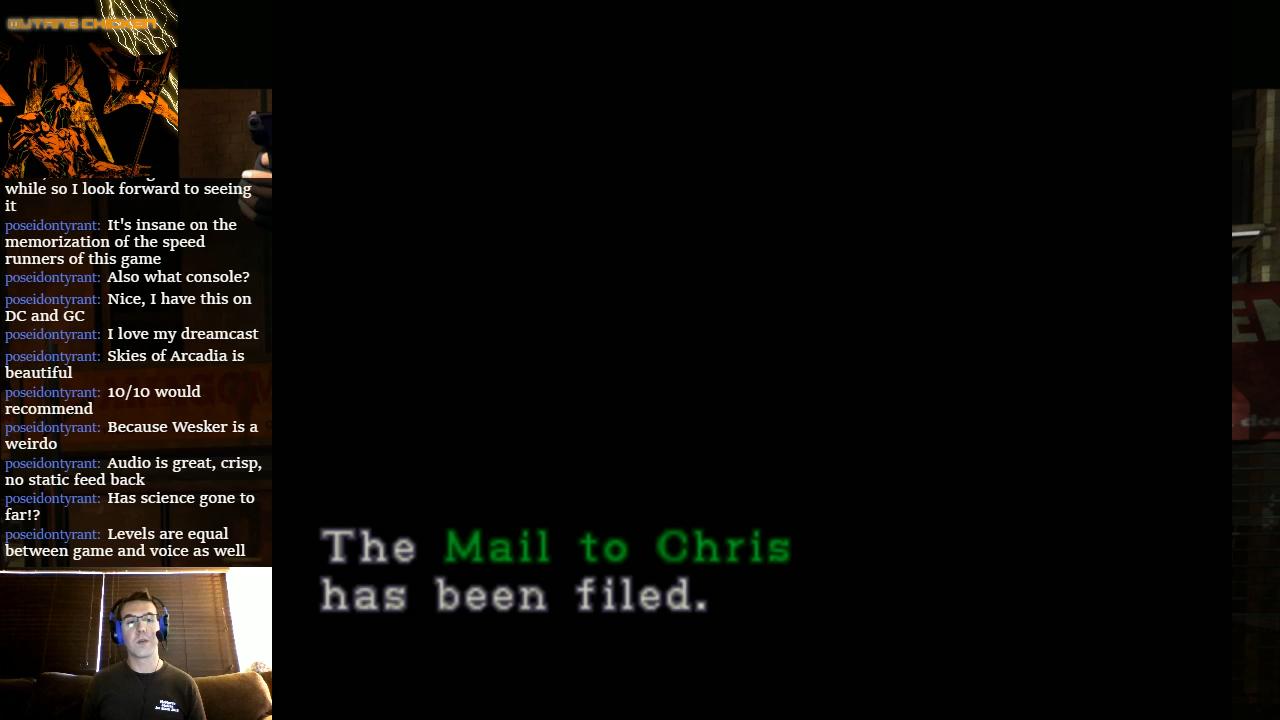 WUTANG CHICKEN
while so I look forward to seeing
it
poseidontyrant: It's insane on the
memorization of the speed
runners of this game
poseidontyrant: Also what console?
poseidontyrant: Nice, I have this on
DC and GC
poseidontyrant: I love my dreamcast
poseidontyrant: Skies of Arcadia is
beautiful
poseidontyrant: 10/10 would
recommend
poseidontyrant: Because Wesker is a
weirdo
poseidontyrant: Audio is great, crisp,
no static feed back
poseidontyrant: Has science gone to
far!?
poseidontyrant: Levels are equal
between game and voice as well
The Mail to Chris
has been filed.